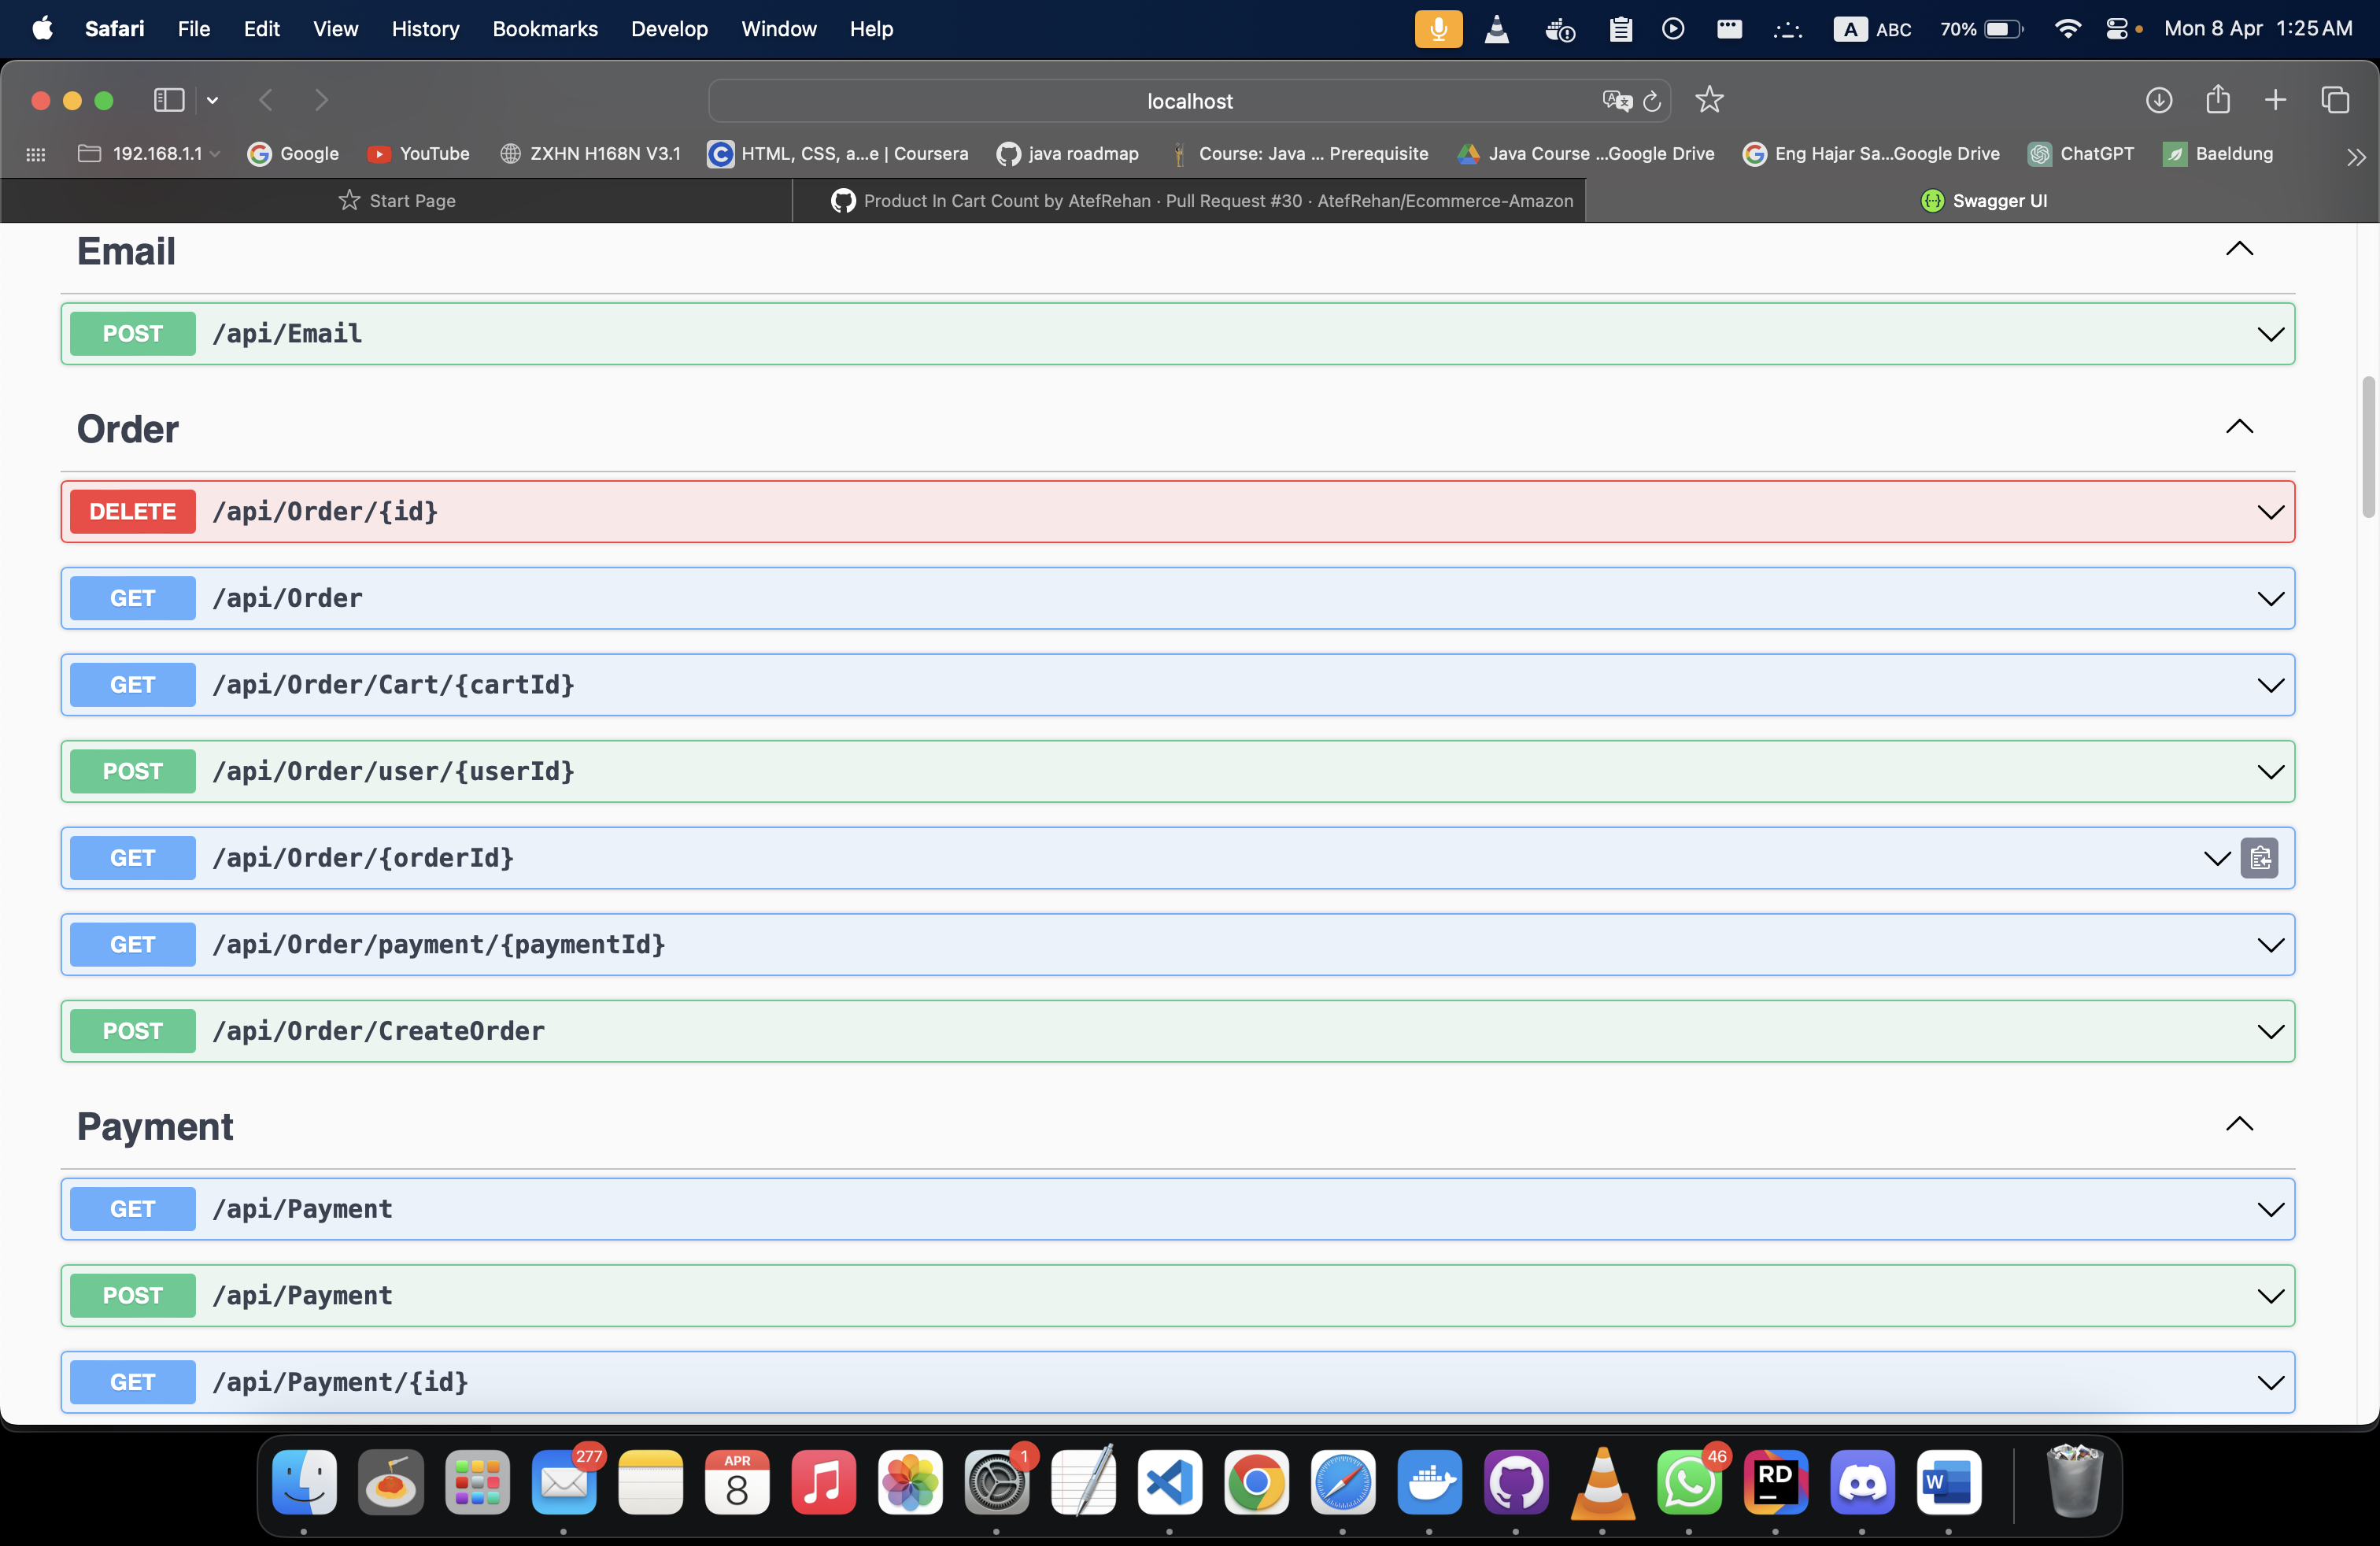 Safari File Edit View History Bookmarks Develop Window Help A ABC 70% Mon 8 Apr 1:25 AM
localhost
192.168.1.1 Google YouTube ZXHN H168N V3.1 HTML, CSS, a...e | Coursera java roadmap Course: Java ... Prerequisite Java Course ...Google Drive Eng Hajar Sa...Google Drive ChatGPT Baeldung
Start Page Product In Cart Count by AtefRehan · Pull Request #30 · AtefRehan/Ecommerce-Amazon Swagger UI
Email
POST /api/Email
Order
DELETE /api/Order/{id}
GET /api/Order
GET /api/Order/Cart/{cartId}
POST /api/Order/user/{userId}
GET /api/Order/{orderId}
GET /api/Order/payment/{paymentId}
POST /api/Order/CreateOrder
Payment
GET /api/Payment
POST /api/Payment
GET /api/Payment/{id}
277 APR 8 1 46 RD W